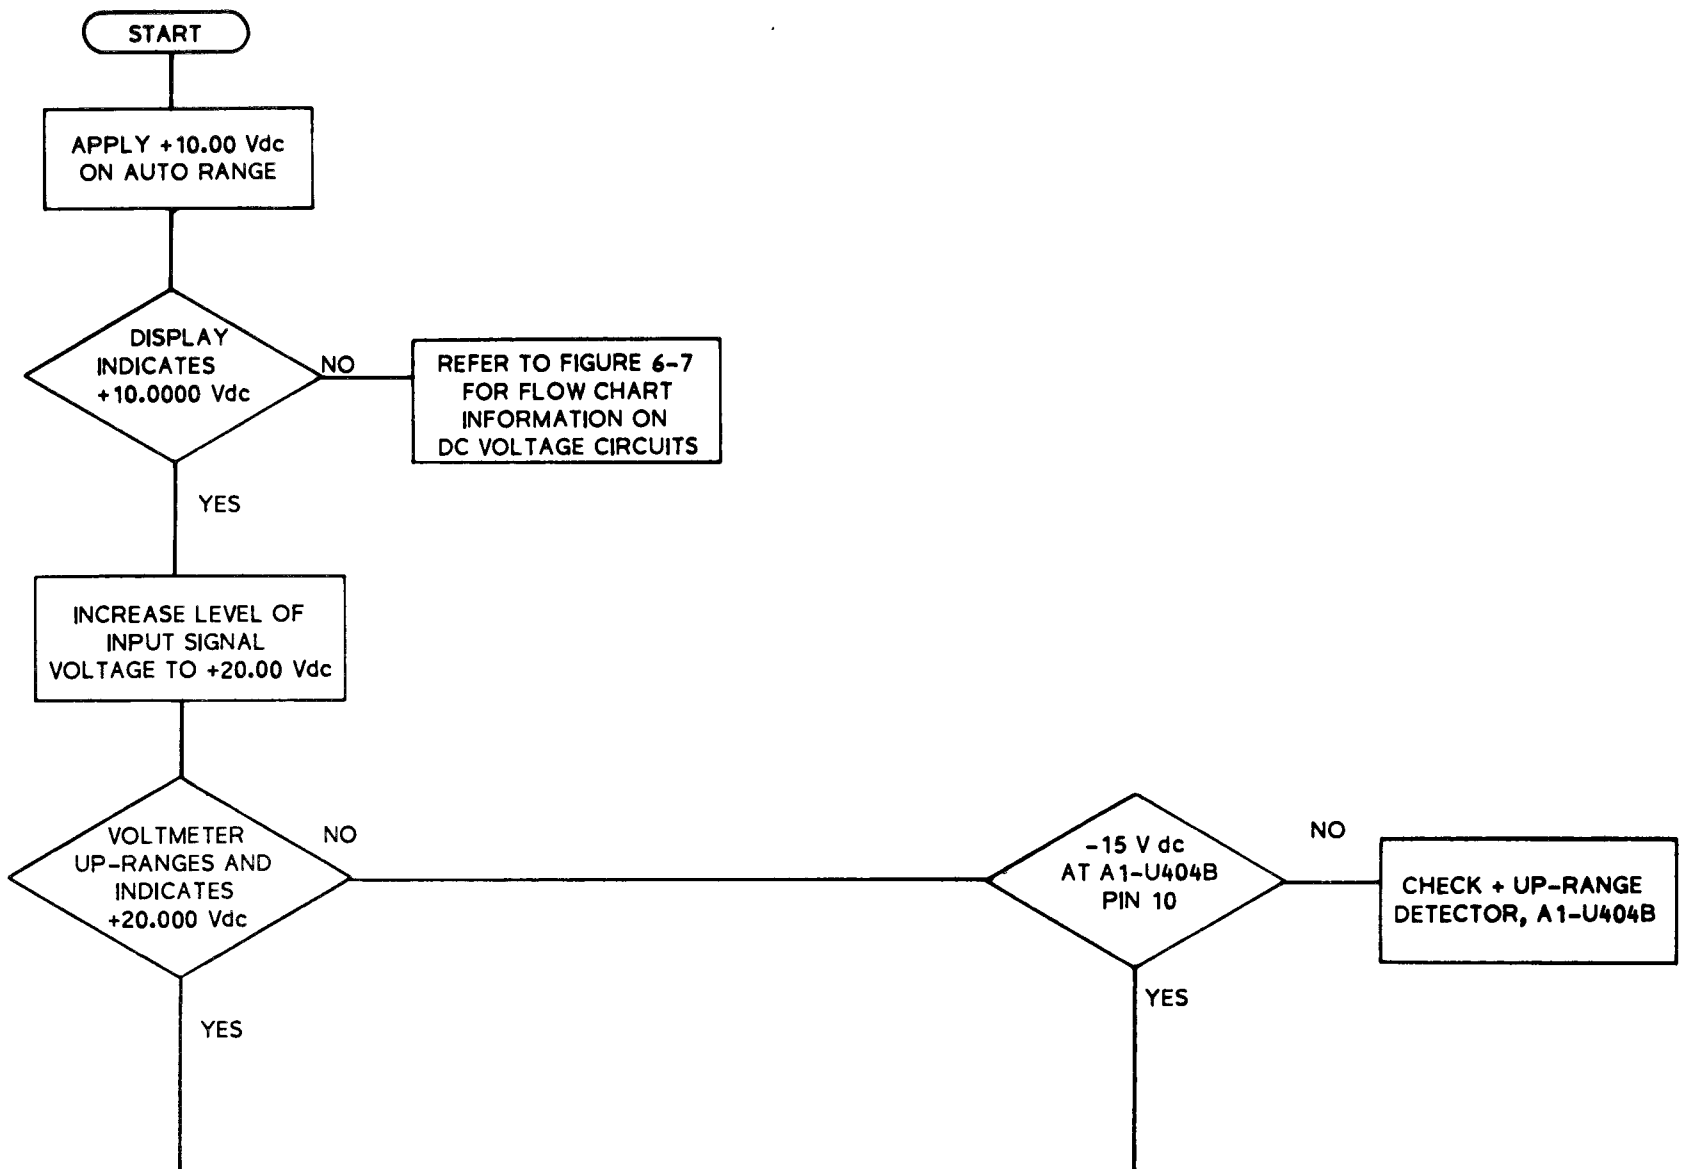 START
APPLY +10.00 Vdc
ON AUTO RANGE
DISPLAY
INDICATES
+10.0000 Vdc
NO
REFER TO FIGURE 6-7
FOR FLOW CHART
INFORMATION ON
DC VOLTAGE CIRCUITS
YES
INCREASE LEVEL OF
INPUT SIGNAL
VOLTAGE TO +20.00 Vdc
VOLTMETER
UP-RANGES AND
INDICATES
+20.000 Vdc
NO
-15 V dc
AT A1-U404B
PIN 10
NO
CHECK + UP-RANGE
DETECTOR, A1-U404B
YES
YES